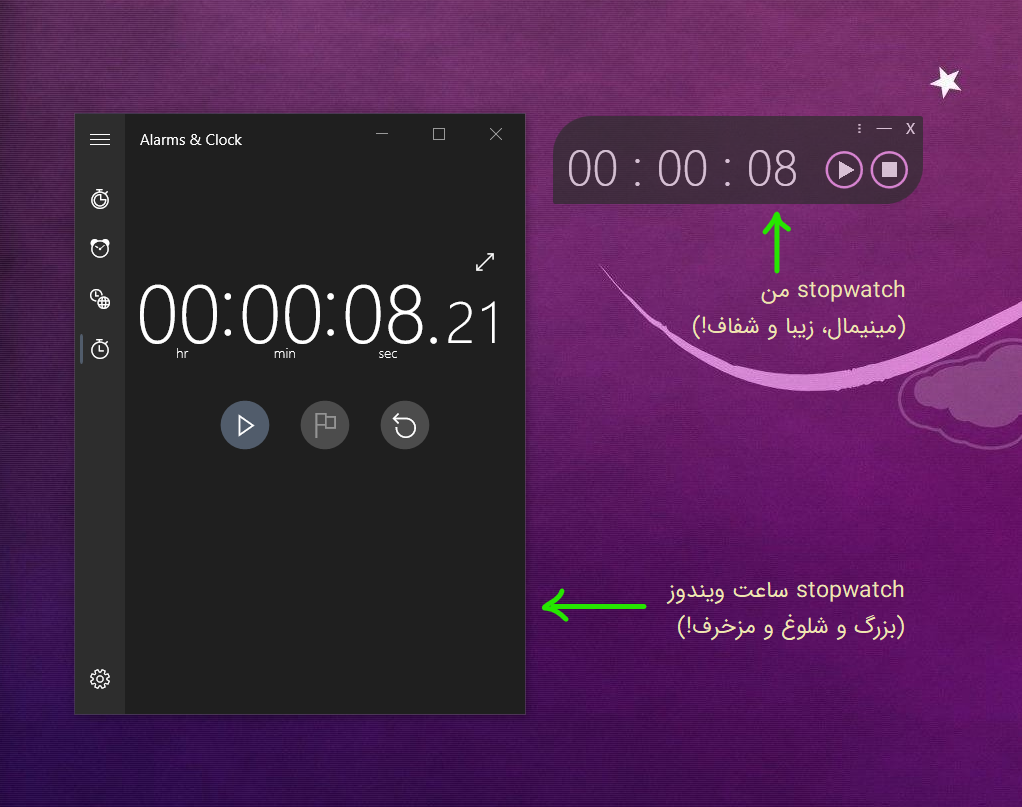 Alarms & Clock
00:00:08.21
hr min sec
X
00 : 00 : 08
stopwatch من
(مینیمال، زیبا و شفاف!)
stopwatch ساعت ویندوز
(بزرگ و شلوغ و مزخرف!)